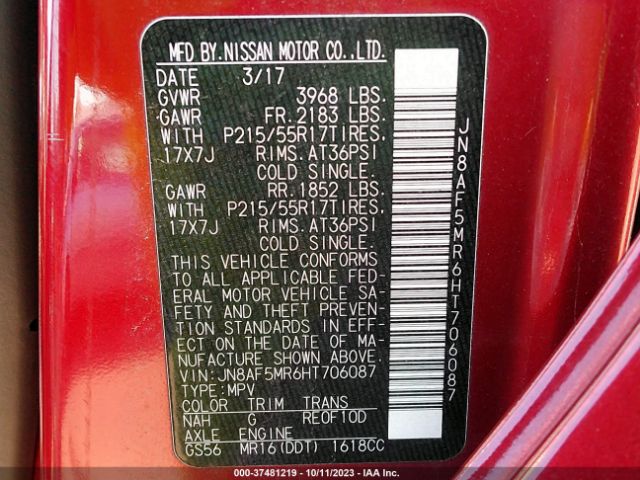 MFD BY.NISSAN MOTOR CO.,LTD.
DATE 3/17
GVWR 3968 LBS.
GAWR FR.2183 LBS.
WITH P215/55R17TIRES.
17X7J RIMS.AT36PSI
COLD SINGLE.
GAWR RR.1852 LBS.
WITH P215/55R17TIRES.
17X7J RIMS.AT36PSI
COLD SINGLE.
THIS VEHICLE CONFORMS
TO ALL APPLICABLE FED-
ERAL MOTOR VEHICLE SA-
FETY AND THEFT PREVEN-
TION STANDARDS IN EFF-
ECT ON THE DATE OF MA-
NUFACTURE SHOWN ABOVE.
VIN:JN8AF5MR6HT706087
TYPE:MPV
COLOR TRIM TRANS
NAH G RE0F10D
AXLE ENGINE
GS56 MR16(DDT) 1618CC
JN8AF5MR6HT706087
000-37481219 - 10/11/2023 - IAA Inc.